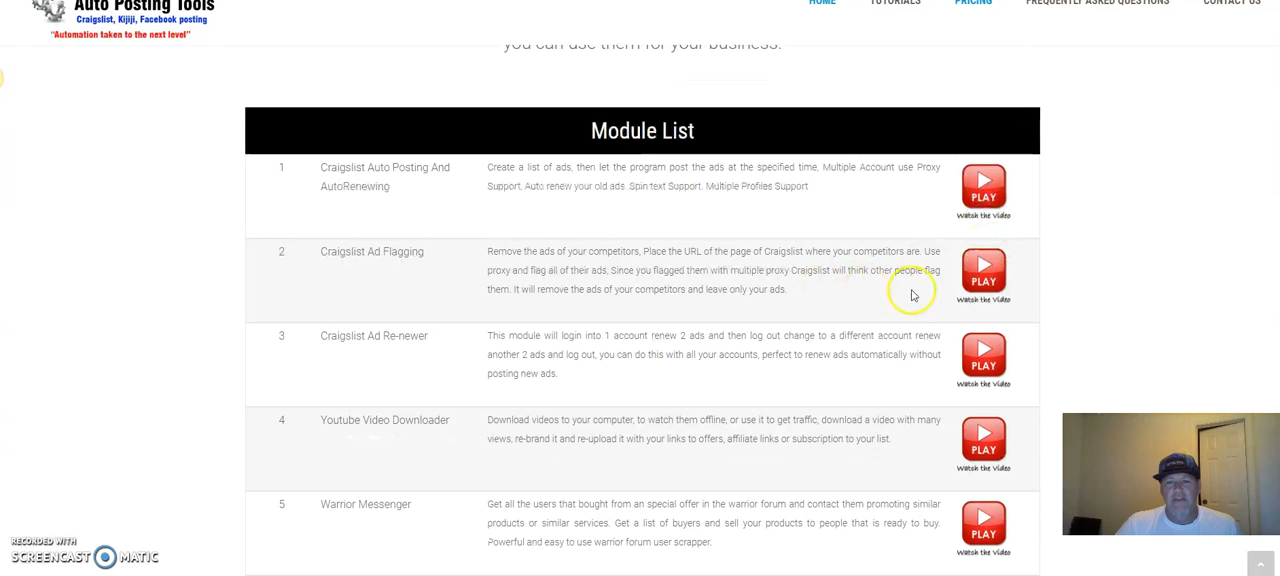 Auto Posting Tools
Craigslist, Kijiji, Facebook posting
"Automation taken to the next level"
HOME TUTORIALS PRICING FREQUENTLY ASKED QUESTIONS CONTACT US
you can use them for your business.
Module List
1 Craigslist Auto Posting And AutoRenewing
Create a list of ads, then let the program post the ads at the specified time, Multiple Account use Proxy
Support, Auto renew your old ads. Spin text Support. Multiple Profiles Support
PLAY
Watch the Video
2 Craigslist Ad Flagging
Remove the ads of your competitors, Place the URL of the page of Craigslist where your competitors are. Use
proxy and flag all of their ads, Since you flagged them with multiple proxy Craigslist will think other people flag
them. It will remove the ads of your competitors and leave only your ads.
PLAY
Watch the Video
3 Craigslist Ad Re-newer
This module will login into 1 account renew 2 ads and then log out change to a different account renew
another 2 ads and log out, you can do this with all your accounts, perfect to renew ads automatically without
posting new ads.
PLAY
Watch the Video
4 Youtube Video Downloader
Download videos to your computer, to watch them offline, or use it to get traffic, download a video with many
views, re-brand it and re-upload it with your links to offers, affiliate links or subscription to your list.
PLAY
Watch the Video
5 Warrior Messenger
Get all the users that bought from an special offer in the warrior forum and contact them promoting similar
products or similar services. Get a list of buyers and sell your products to people that is ready to buy.
Powerful and easy to use warrior forum user scrapper.
PLAY
Watch the Video
RECORDED WITH
SCREENCAST MATIC